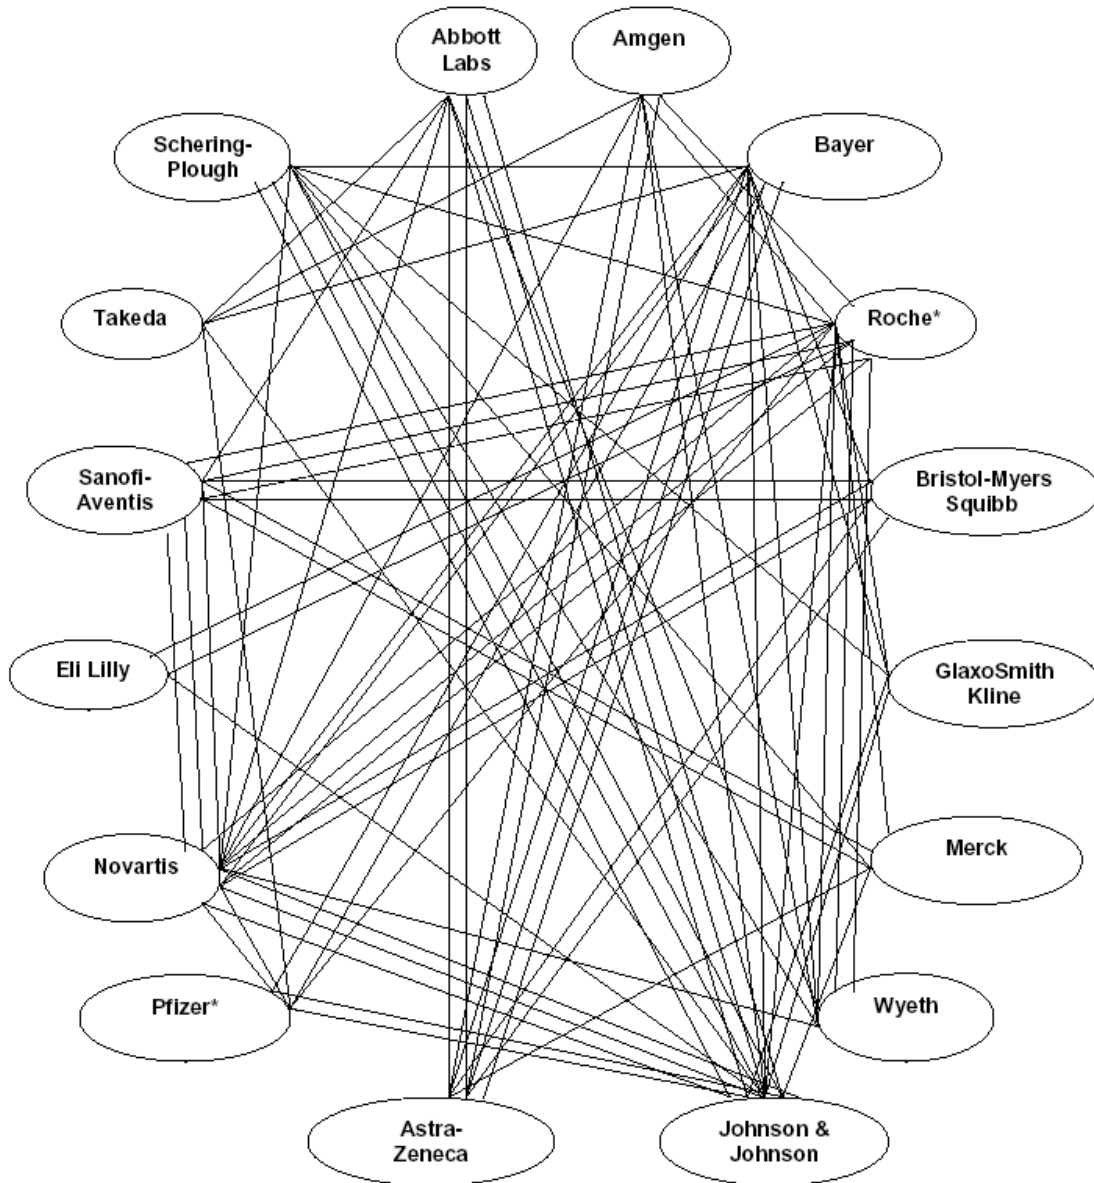 Abbott
Labs
Amgen
Schering-
Plough
Bayer
Takeda
Roche*
Sanofi-
Aventis
Bristol-Myers
Squibb
Eli Lilly
GlaxoSmith
Kline
Novartis
Merck
Pfizer*
Wyeth
Astra-
Zeneca
Johnson &
Johnson